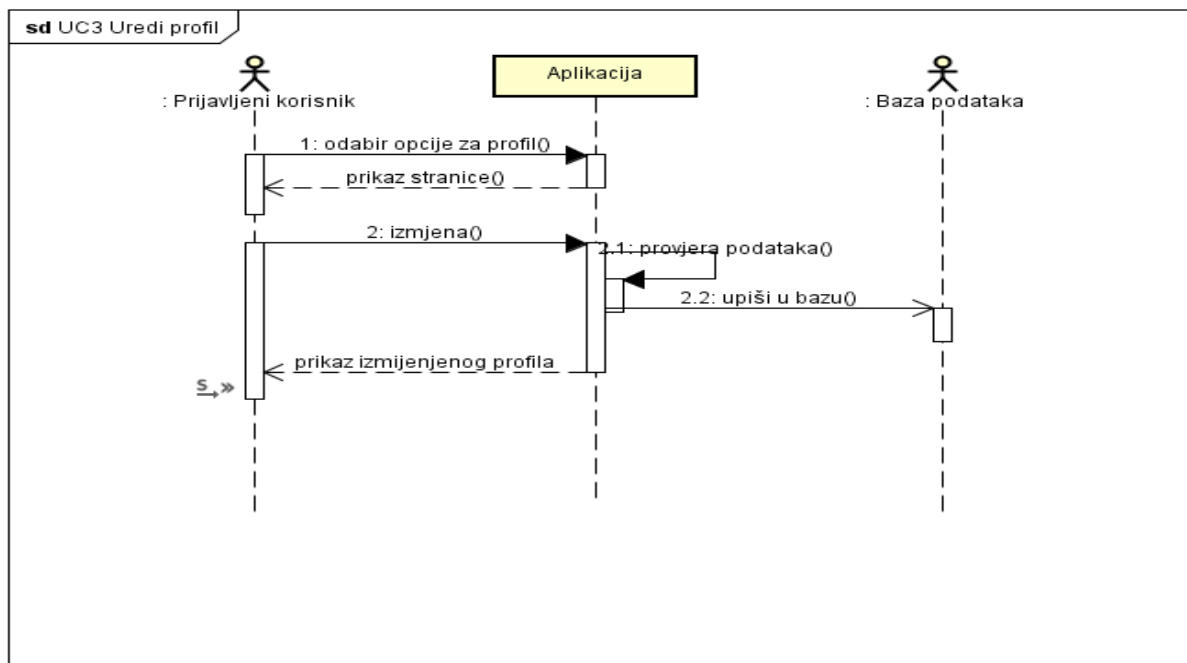 sd UC3 Uredi profil
Aplikacija
: Prijavljeni korisnik
: Baza podataka
1: odabir opcije za profil()
prikaz stranice()
2: izmjena()
2.1: provjera podataka()
2.2: upiši u bazu()
prikaz izmijenjenog profila
S »